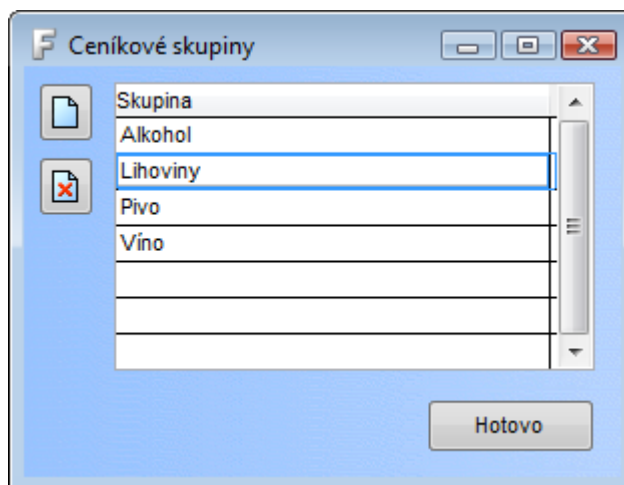 Ceníkové skupiny
Skupina
Alkohol
Lihoviny
Pivo
Víno
Hotovo